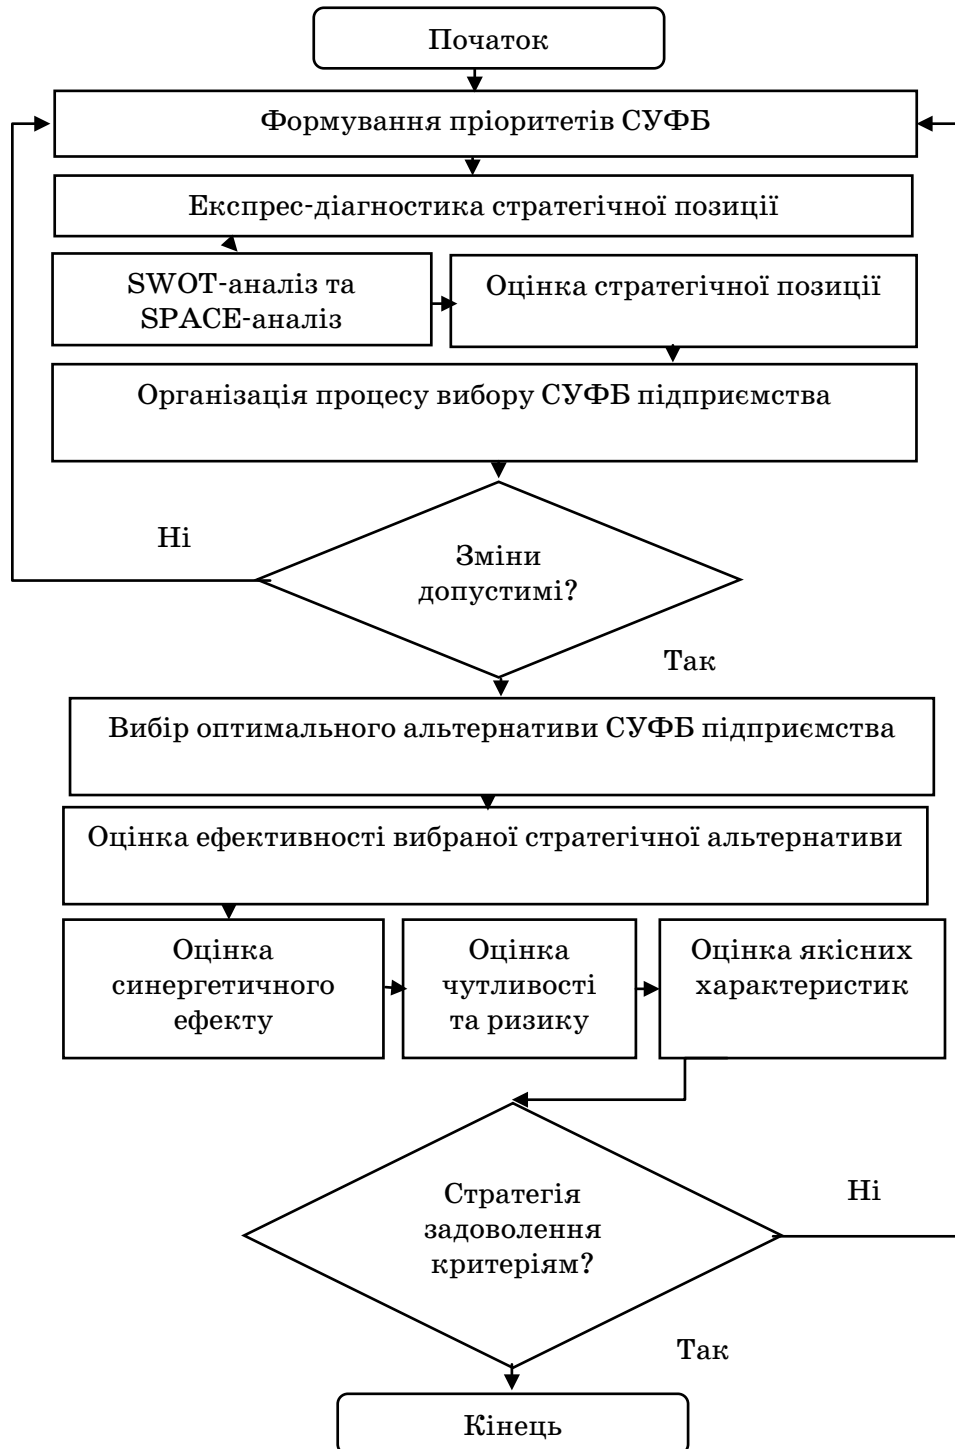 Початок
Формування пріоритетів СУФБ
Експрес-діагностика стратегічної позиції
SWOT-аналіз та
SPACE-аналіз
Оцінка стратегічної позиції
Організація процесу вибору СУФБ підприємства
Ні
Зміни
допустимі?
Так
Вибір оптимального альтернативи СУФБ підприємства
Оцінка ефективності вибраної стратегічної альтернативи
Оцінка
синергетичного
ефекту
Оцінка
чутливості
та ризику
Оцінка якісних
характеристик
Стратегія
задоволення
критеріям?
Ні
Так
Кінець